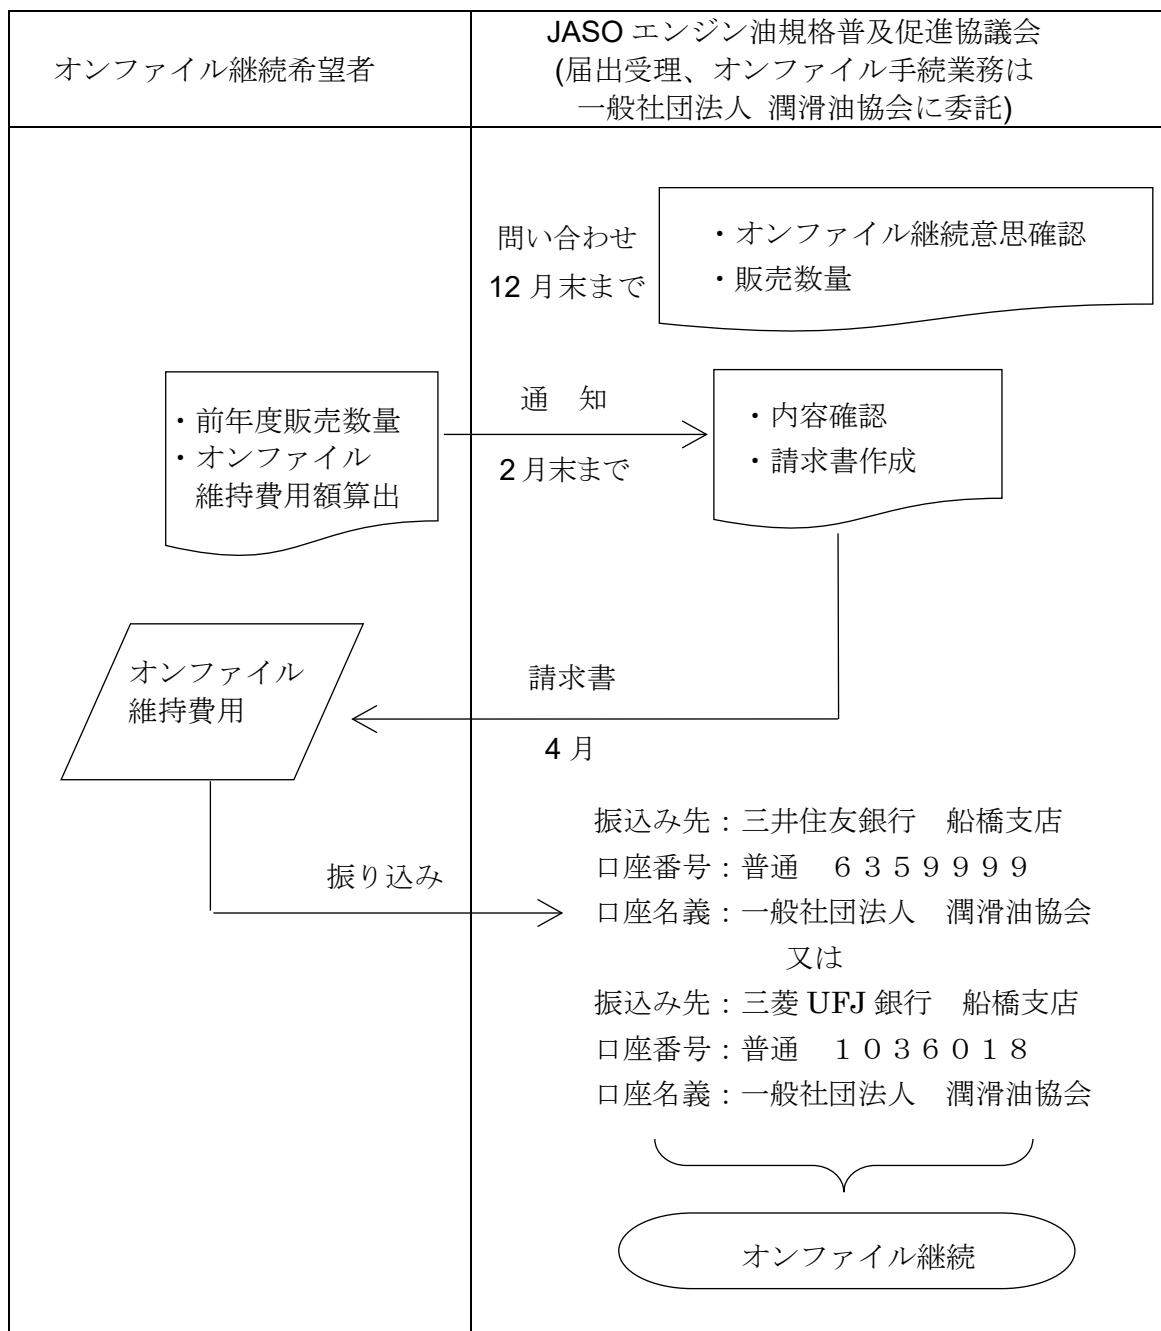 オンファイル継続希望者
JASO エンジン油規格普及促進協議会
(届出受理、オンファイル手続業務は
一般社団法人 潤滑油協会に委託)
問い合わせ
12 月末まで
・オンファイル継続意思確認
・販売数量
・前年度販売数量
・オンファイル
維持費用額算出
通　知
2 月末まで
・内容確認
・請求書作成
オンファイル
維持費用
請求書
4 月
振り込み
振込み先：三井住友銀行　船橋支店
口座番号：普通　６３５９９９９
口座名義：一般社団法人　潤滑油協会
又は
振込み先：三菱 UFJ 銀行　船橋支店
口座番号：普通　１０３６０１８
口座名義：一般社団法人　潤滑油協会
オンファイル継続